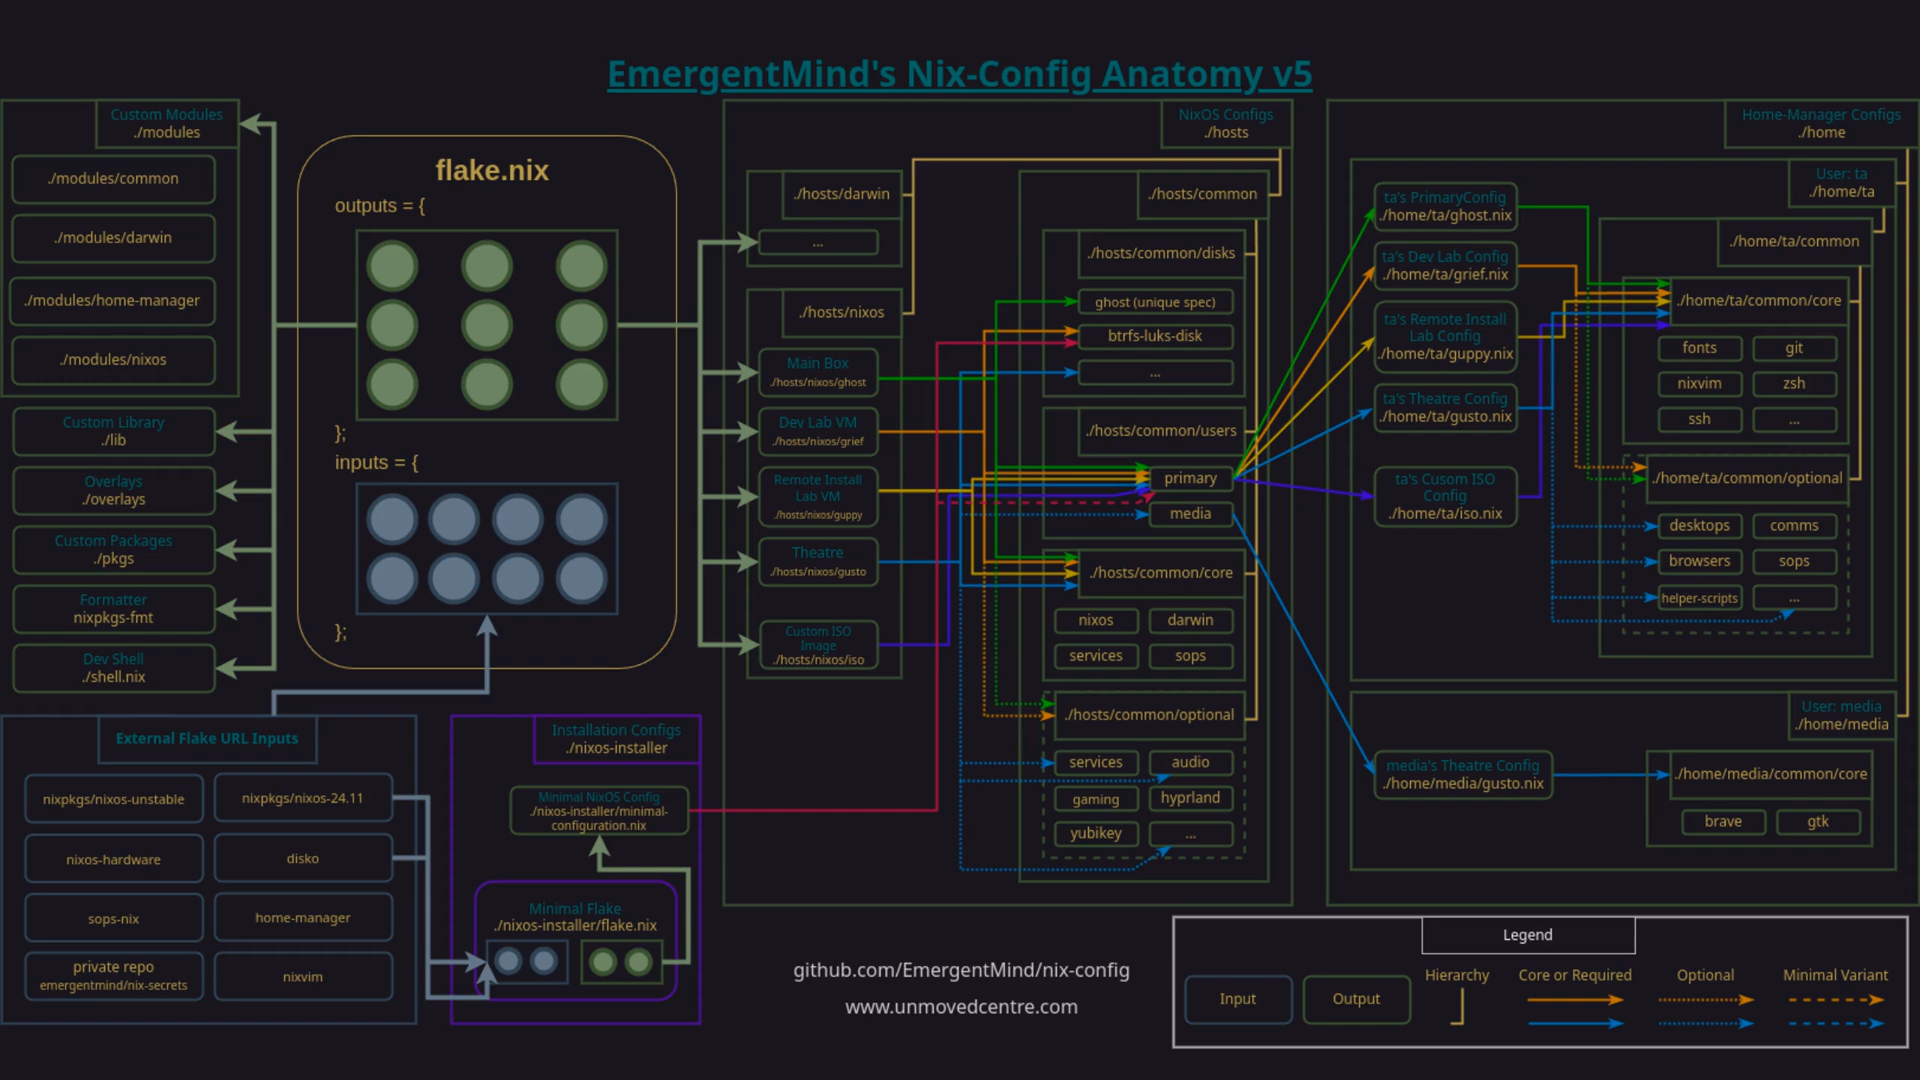 EmergentMind's Nix-Config Anatomy v5
Custom Modules
./modules
./modules/common
./modules/darwin
./modules/home-manager
./modules/nixos
Custom Library
./lib
Overlays
./overlays
Custom Packages
./pkgs
Formatter
nixpkgs-fmt
Dev Shell
./shell.nix
flake.nix
outputs = {
};
inputs = {
};
External Flake URL Inputs
nixpkgs/nixos-unstable
nixpkgs/nixos-24.11
nixos-hardware
disko
sops-nix
home-manager
private repo
emergentmind/nix-secrets
nixvim
Installation Configs
./nixos-installer
Minimal NixOS Config
./nixos-installer/minimal-
configuration.nix
Minimal Flake
./nixos-installer/flake.nix
NixOS Configs
./hosts
./hosts/darwin
...
./hosts/nixos
Main Box
./hosts/nixos/ghost
Dev Lab VM
./hosts/nixos/grief
Remote Install
Lab VM
./hosts/nixos/guppy
Theatre
./hosts/nixos/gusto
Custom ISO
Image
./hosts/nixos/iso
./hosts/common
./hosts/common/disks
ghost (unique spec)
btrfs-luks-disk
...
./hosts/common/users
primary
media
./hosts/common/core
nixos
darwin
services
sops
./hosts/common/optional
services
audio
gaming
hyprland
yubikey
...
Home-Manager Configs
./home
User: ta
./home/ta
ta's PrimaryConfig
./home/ta/ghost.nix
ta's Dev Lab Config
./home/ta/grief.nix
ta's Remote Install
Lab Config
./home/ta/guppy.nix
ta's Theatre Config
./home/ta/gusto.nix
ta's Cusom ISO
Config
./home/ta/iso.nix
./home/ta/common
./home/ta/common/core
fonts
git
nixvim
zsh
ssh
...
./home/ta/common/optional
desktops
comms
browsers
sops
helper-scripts
...
User: media
./home/media
media's Theatre Config
./home/media/gusto.nix
./home/media/common/core
brave
gtk
github.com/EmergentMind/nix-config
www.unmovedcentre.com
Legend
Input
Output
Hierarchy
Core or Required
Optional
Minimal Variant